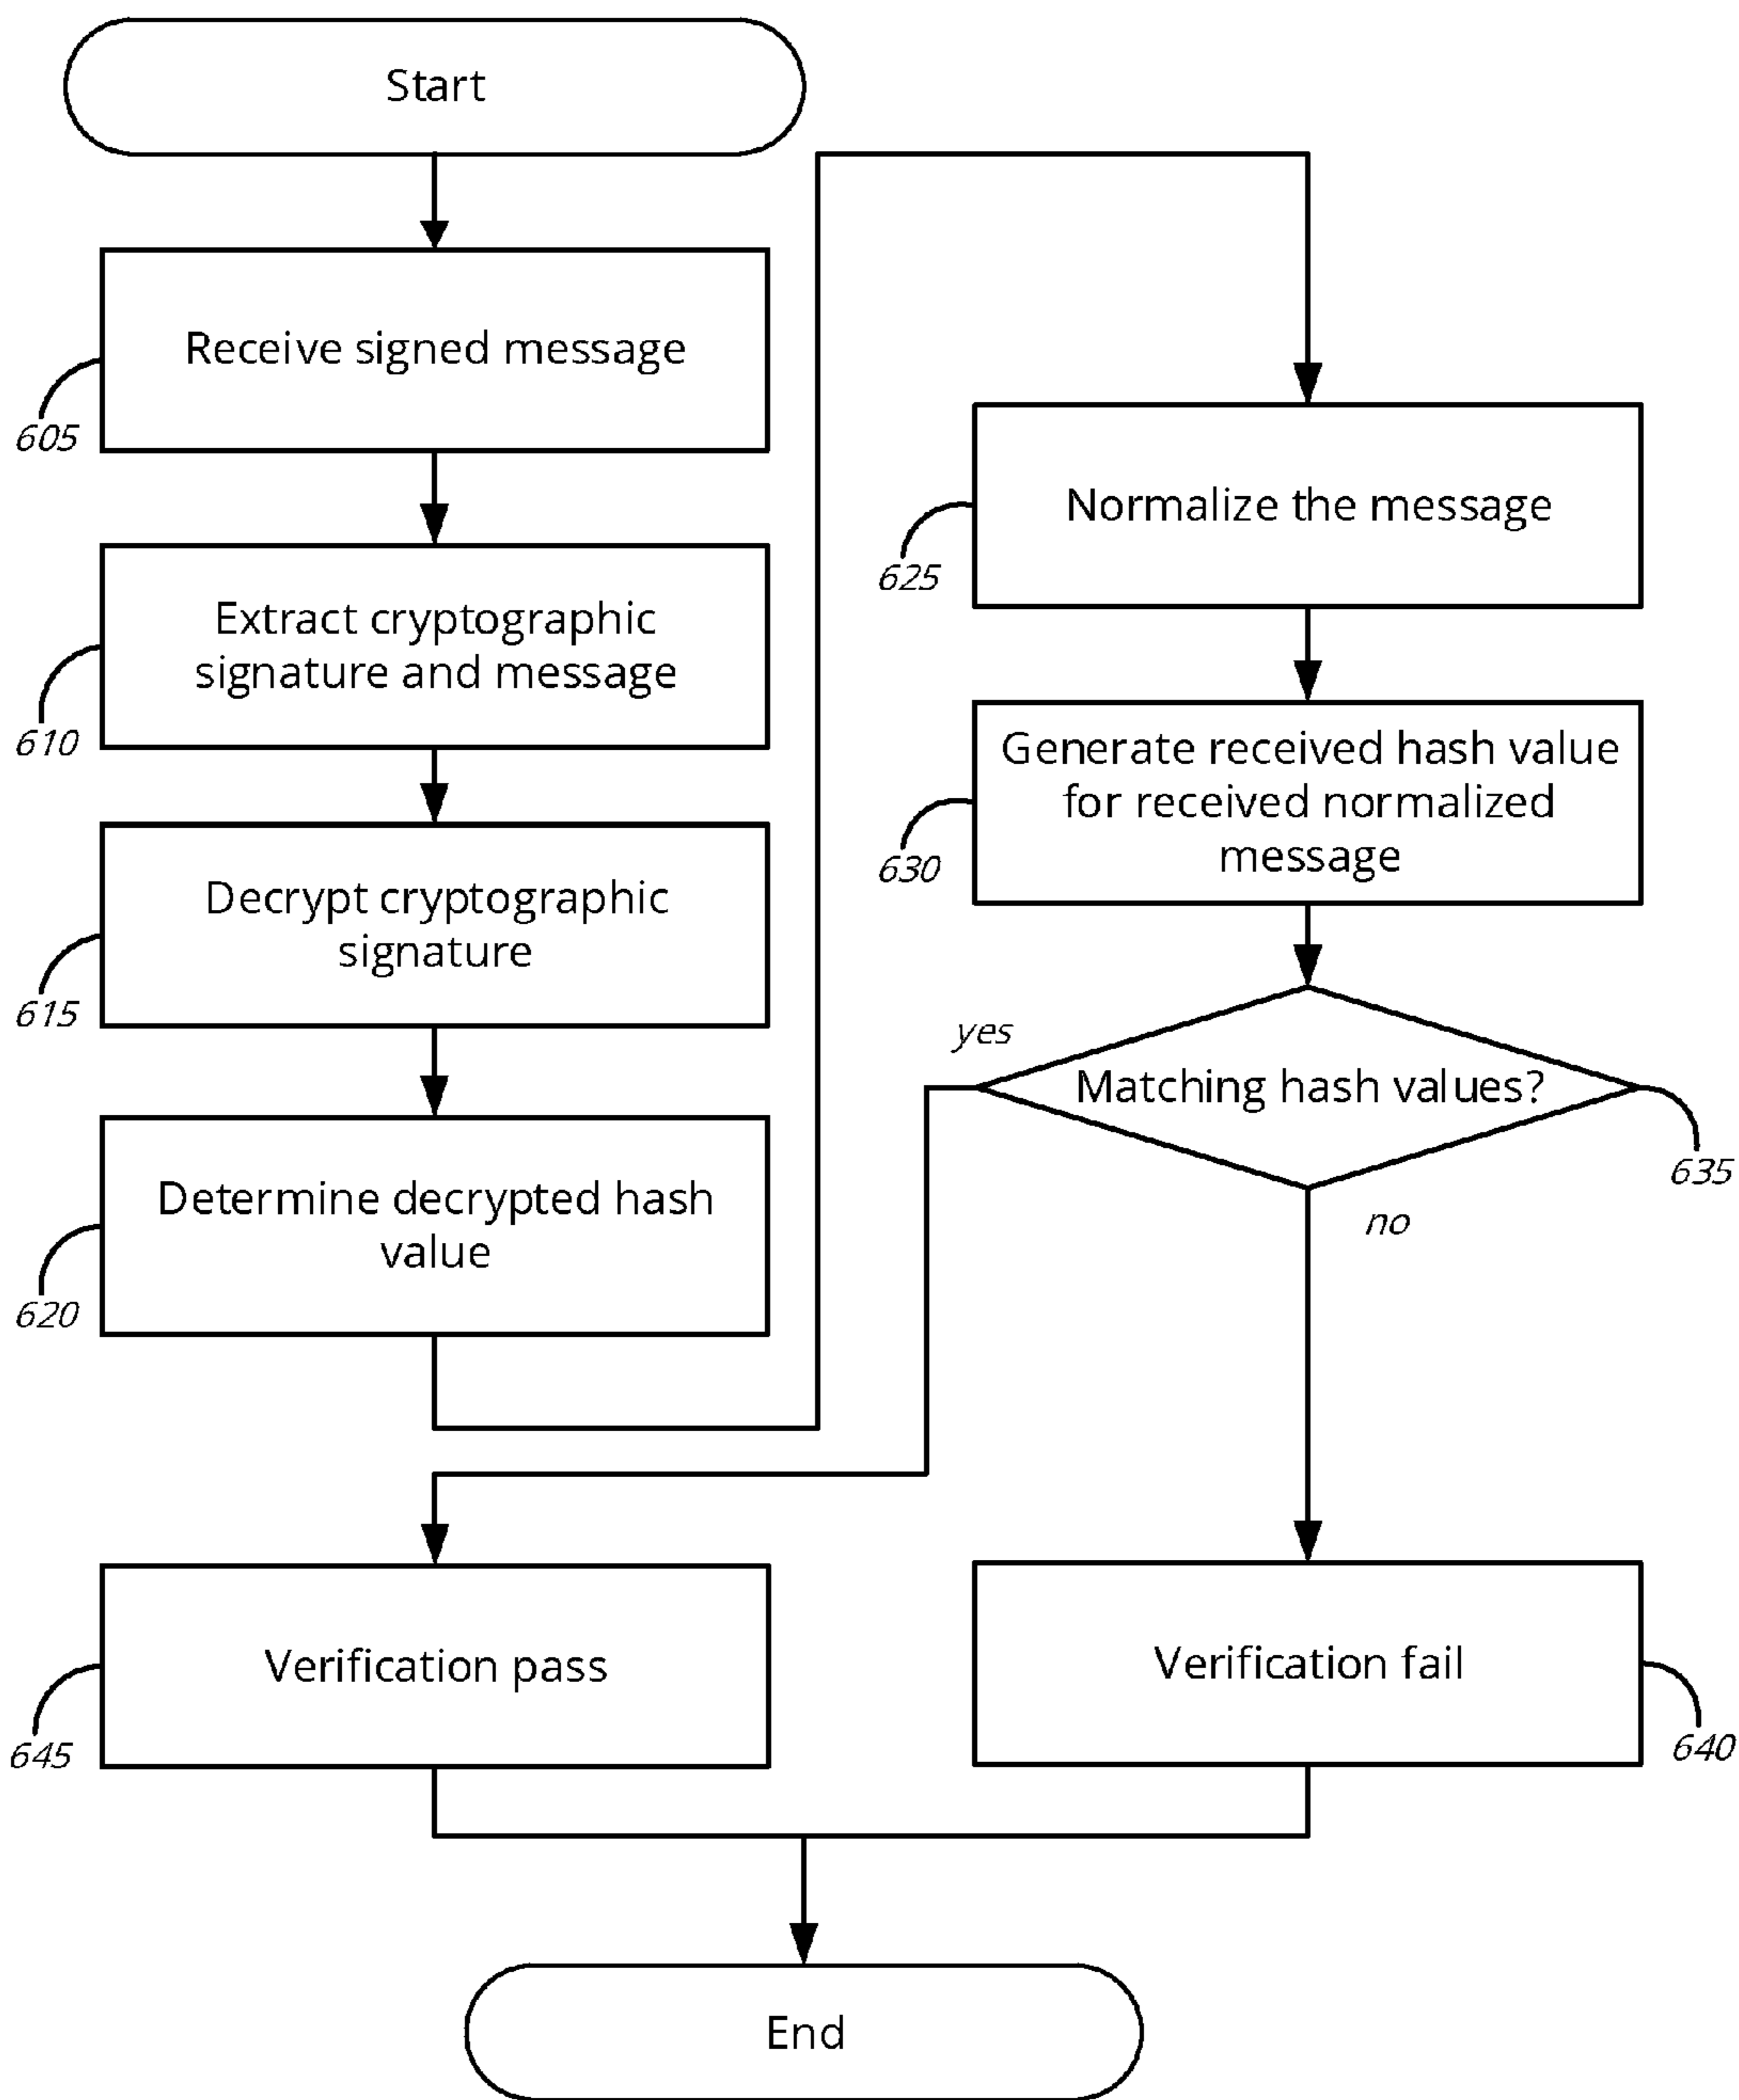 Start
Receive signed message
605
Extract cryptographic
signature and message
610
Decrypt cryptographic
signature
615
Determine decrypted hash
value
620
Normalize the message
625
Generate received hash value
for received normalized
message
630
yes
Matching hash values?
635
no
Verification pass
645
Verification fail
640
End